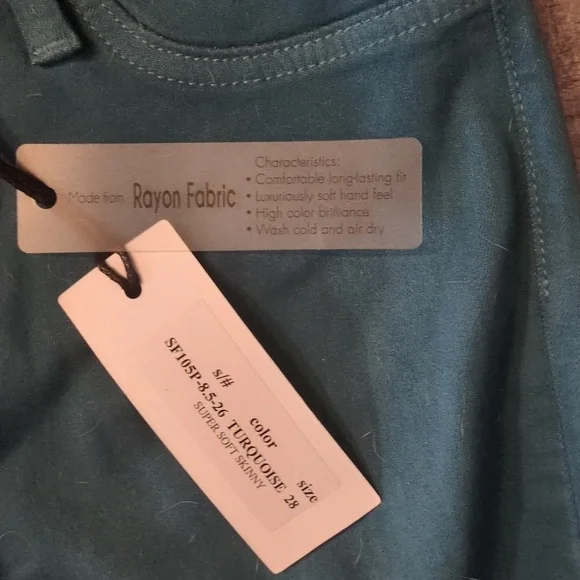 Made from Rayon Fabric
Characteristics:
• Comfortable long-lasting fit
• Luxuriously soft hand feel
• High color brilliance
• Wash cold and air dry
s/# color size
SF105P-8.5-26 TURQUOISE 28
SUPER SOFT SKINNY